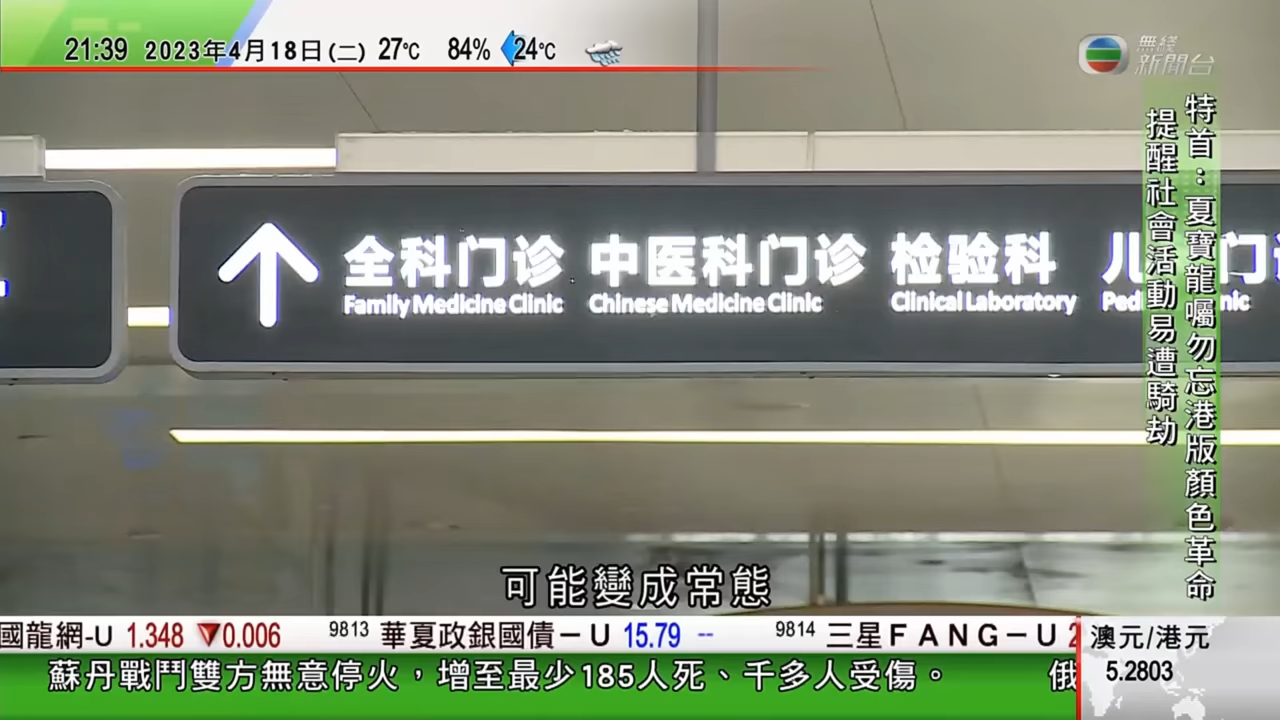 21:39 2023年4月18日(二) 27℃ 84% 24℃
無綫
新聞台
特首：夏寶龍囑勿忘港版顏色革命
提醒社會活動易遭騎劫
全科门诊 中医科门诊 检验科
Family Medicine Clinic Chinese Medicine Clinic Clinical Laboratory
可能變成常態
國龍網-U 1.348 ▼0.006 9813 華夏政銀國債－U 15.79 -- 9814 三星FANG－U
澳元/港元
5.2803
蘇丹戰鬥雙方無意停火，增至最少185人死、千多人受傷。 俄